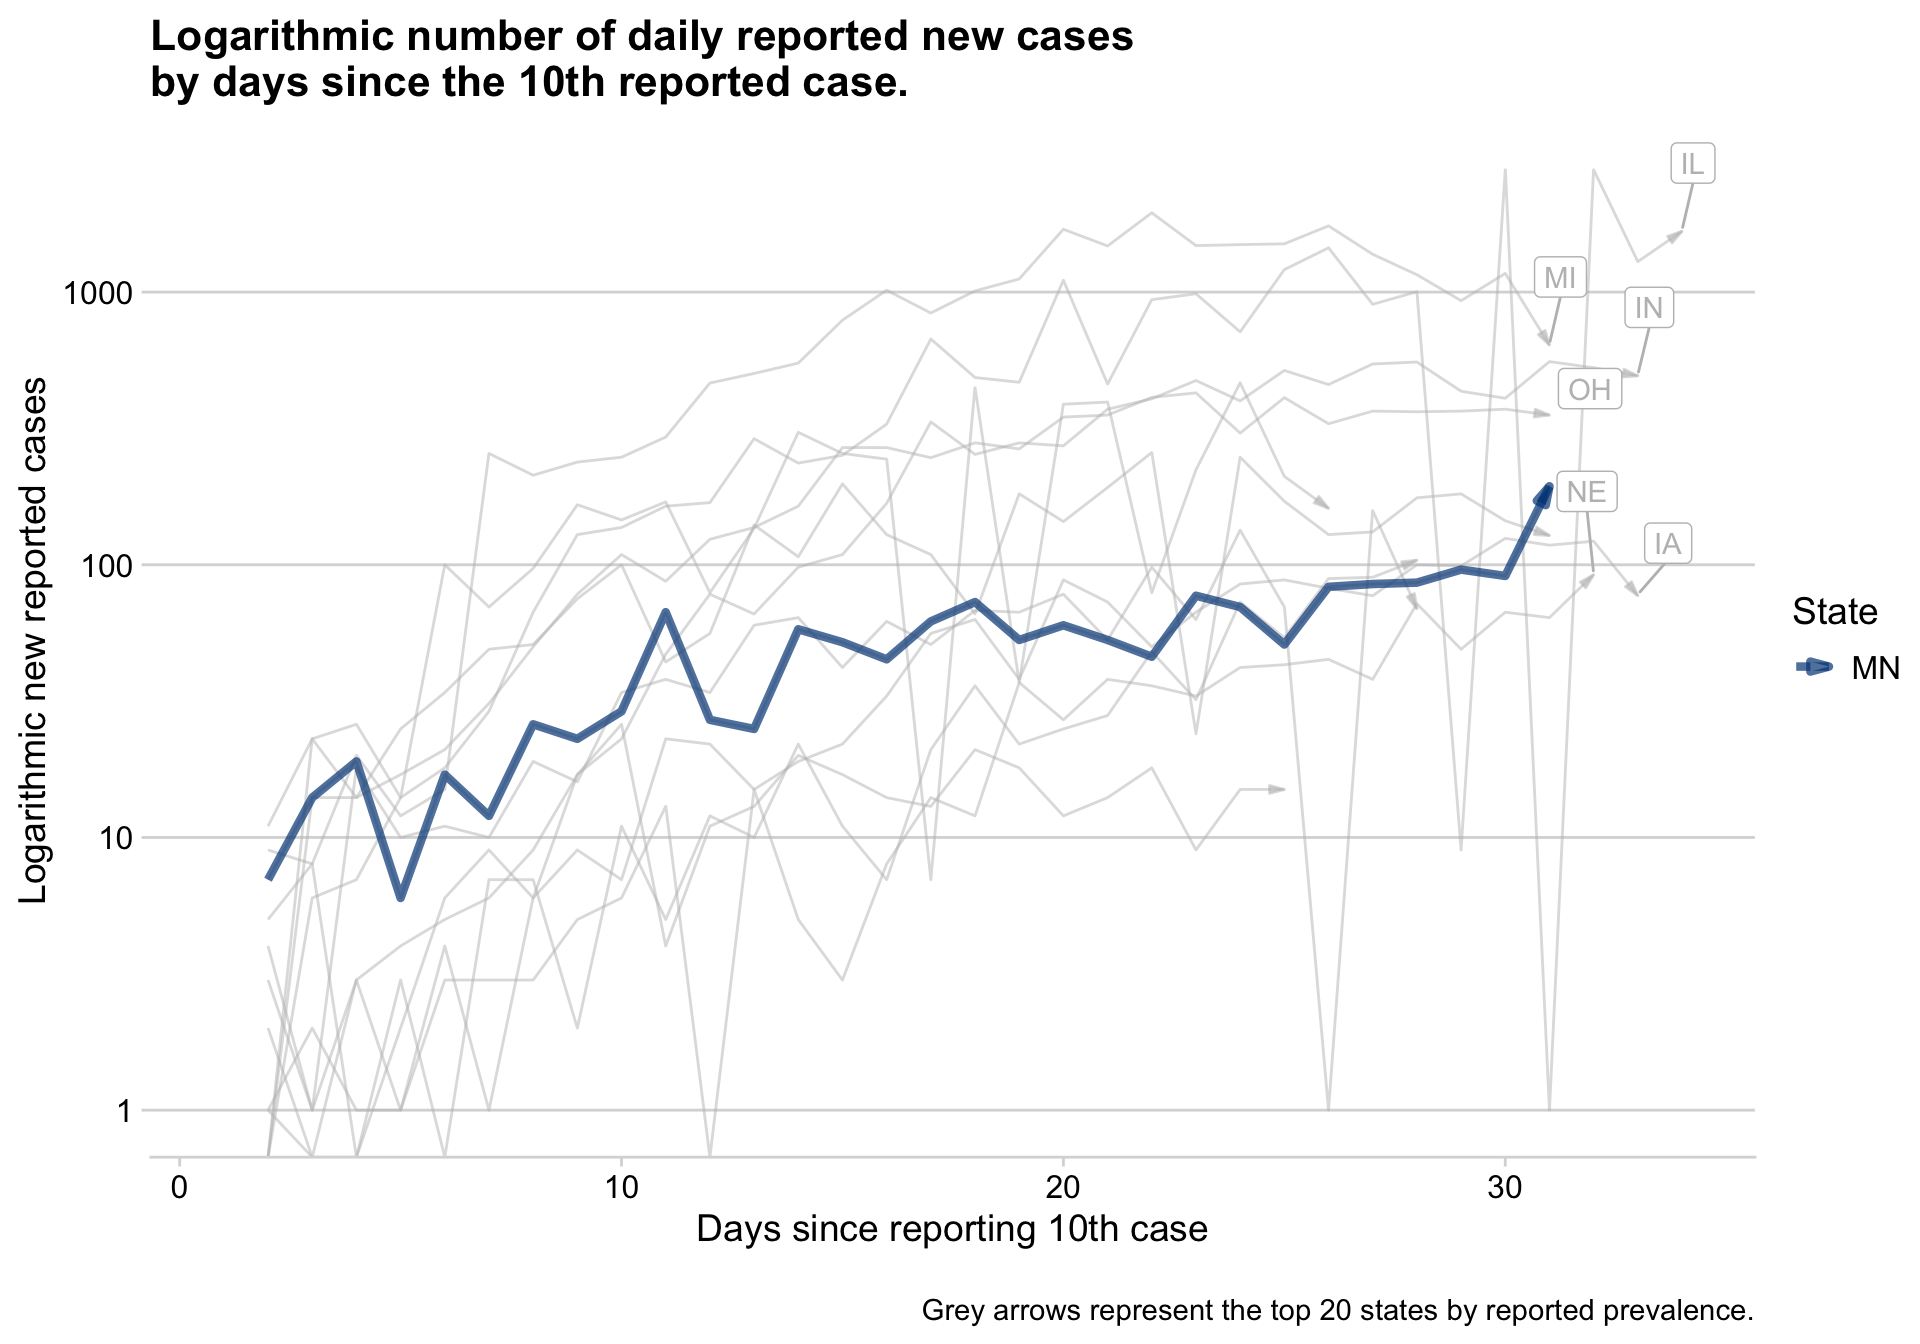 Logarithmic number of daily reported new cases
by days since the 10th reported case.
Logarithmic new reported cases
1000
100
10
1
IL
MI
IN
OH
NE
IA
State
MN
0 10 20 30
Days since reporting 10th case
Grey arrows represent the top 20 states by reported prevalence.